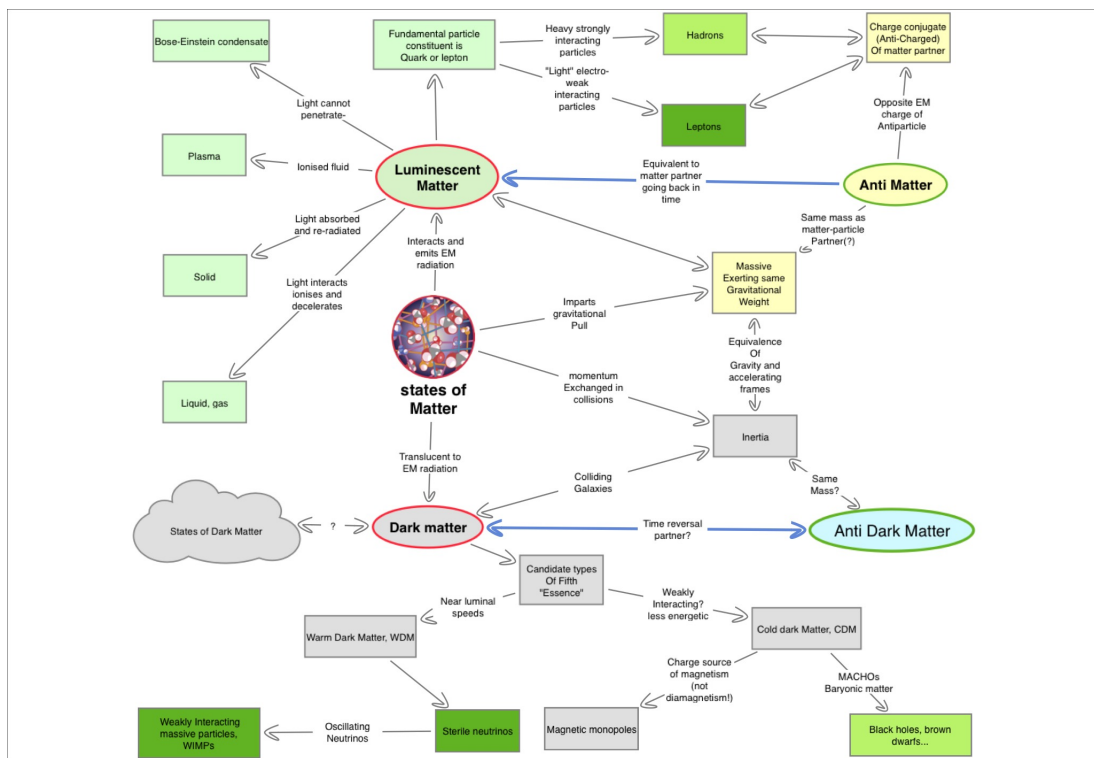 Bose-Einstein condensate
Fundamental particle
constituent is
Quark or lepton
Heavy strongly
interacting
particles
Hadrons
Charge conjugate
(Anti-Charged)
Of matter partner
"Light" electro-
weak
interacting
particles
Light cannot
penetrate-
Leptons
Opposite EM
charge of
Antiparticle
Plasma
Ionised fluid
Luminescent
Matter
Equivalent to
matter partner
going back in
time
Anti Matter
Light absorbed
and re-radiated
Same mass as
matter-particle
Partner(?)
Interacts and
emits EM
radiation
Solid
Light interacts
ionises and
decelerates
Massive
Exerting same
Gravitational
Weight
Imparts
gravitational
Pull
Equivalence
Of
Gravity and
accelerating
frames
momentum
Exchanged in
collisions
states of
Matter
Liquid, gas
Inertia
Translucent to
EM radiation
Colliding
Galaxies
Same
Mass?
States of Dark Matter
?
Dark matter
Time reversal
partner?
Anti Dark Matter
Candidate types
Of Fifth
"Essence"
Near luminal
speeds
Weakly
Interacting?
less energetic
Warm Dark Matter, WDM
Cold dark Matter, CDM
Charge source
of magnetism
(not
diamagnetism!)
MACHOs
Baryonic matter
Weakly Interacting
massive particles,
WIMPs
Oscillating
Neutrinos
Sterile neutrinos
Magnetic monopoles
Black holes, brown
dwarfs...